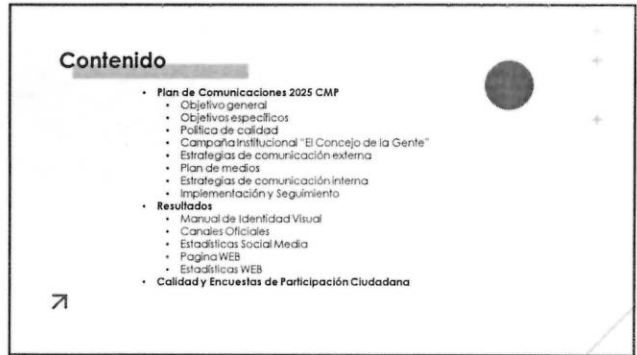 Contenido
• Plan de Comunicaciones 2025 CMP
• Objetivo general
• Objetivos específicos
• Política de calidad
• Campaña Institucional "El Concejo de la Gente"
• Estrategias de comunicación externa
• Plan de medios
• Estrategias de comunicación interna
• Implementación y Seguimiento
• Resultados
• Manual de Identidad Visual
• Canales Oficiales
• Estadísticas Social Media
• Pagina WEB
• Estadísticas WEB
• Calidad y Encuestas de Participación Ciudadana